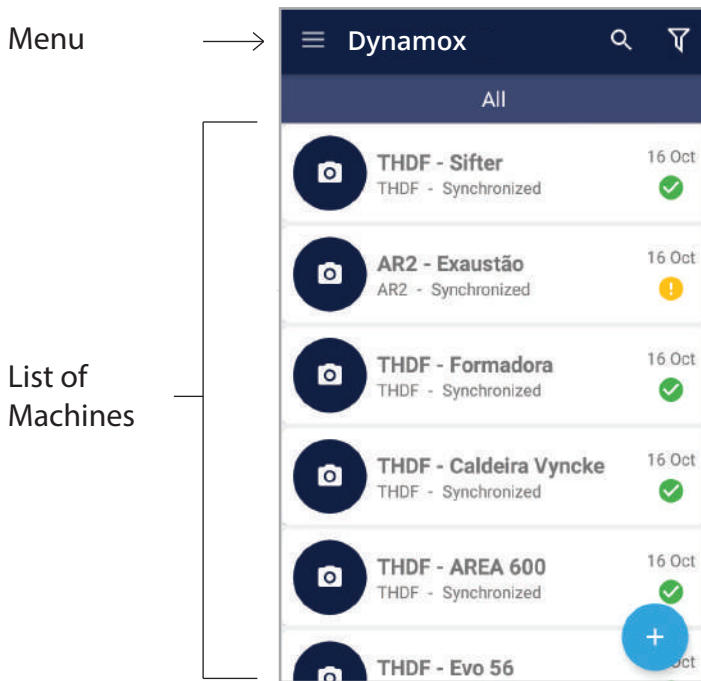 Menu
Dynamox
All
THDF - Sifter
16 Oct
THDF - Synchronized
AR2 - Exaustão
16 Oct
AR2 - Synchronized
List of
Machines
THDF - Formadora
16 Oct
THDF - Synchronized
THDF - Caldeira Vyncke
16 Oct
THDF - Synchronized
THDF - AREA 600
16 Oct
THDF - Synchronized
THDF - Evo 56
Oct